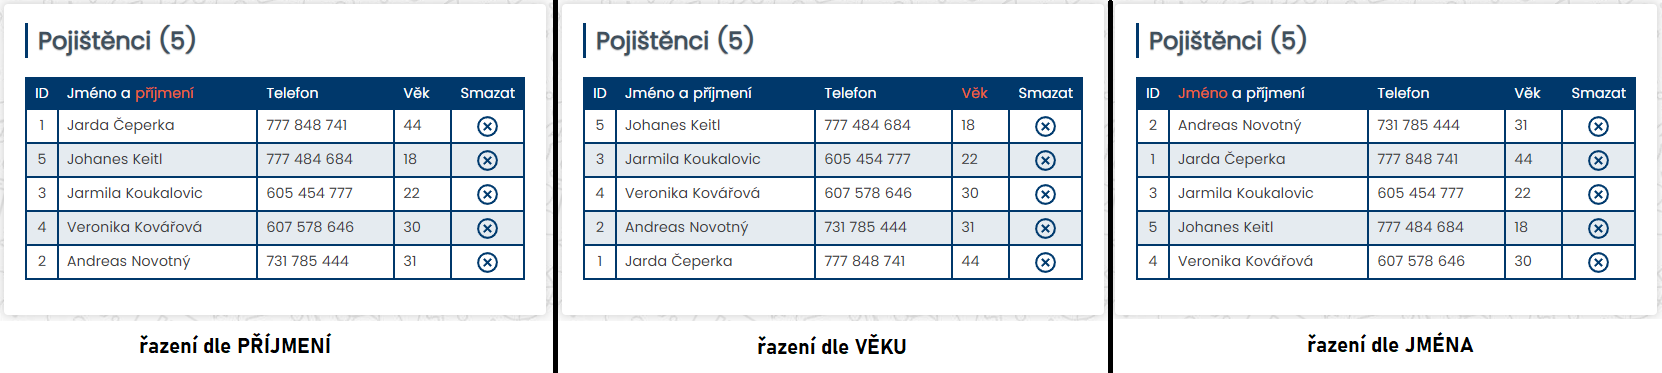 Pojištěnci (5)
ID Jméno a příjmení Telefon Věk Smazat
1 Jarda Čeperka 777 848 741 44
5 Johanes Keitl 777 484 684 18
3 Jarmila Koukalovic 605 454 777 22
4 Veronika Kovářová 607 578 646 30
2 Andreas Novotný 731 785 444 31
řazení dle PŘÍJMENÍ
Pojištěnci (5)
ID Jméno a příjmení Telefon Věk Smazat
5 Johanes Keitl 777 484 684 18
3 Jarmila Koukalovic 605 454 777 22
4 Veronika Kovářová 607 578 646 30
2 Andreas Novotný 731 785 444 31
1 Jarda Čeperka 777 848 741 44
řazení dle VĚKU
Pojištěnci (5)
ID Jméno a příjmení Telefon Věk Smazat
2 Andreas Novotný 731 785 444 31
1 Jarda Čeperka 777 848 741 44
3 Jarmila Koukalovic 605 454 777 22
5 Johanes Keitl 777 484 684 18
4 Veronika Kovářová 607 578 646 30
řazení dle JMÉNA